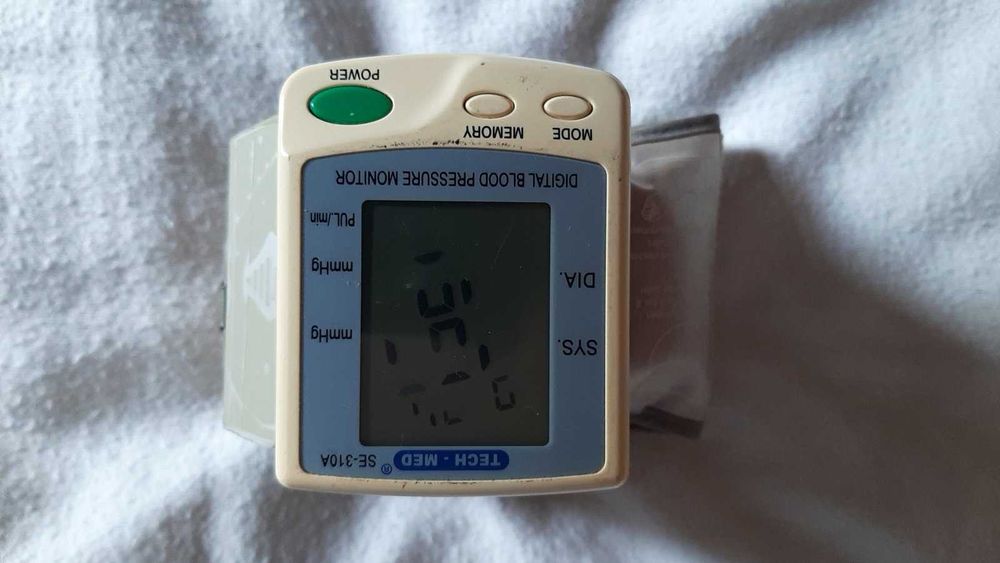 TECH - MED ® SE-310A
SYS. mmHg
DIA. mmHg
PUL./min
DIGITAL BLOOD PRESSURE MONITOR
MODE MEMORY
POWER